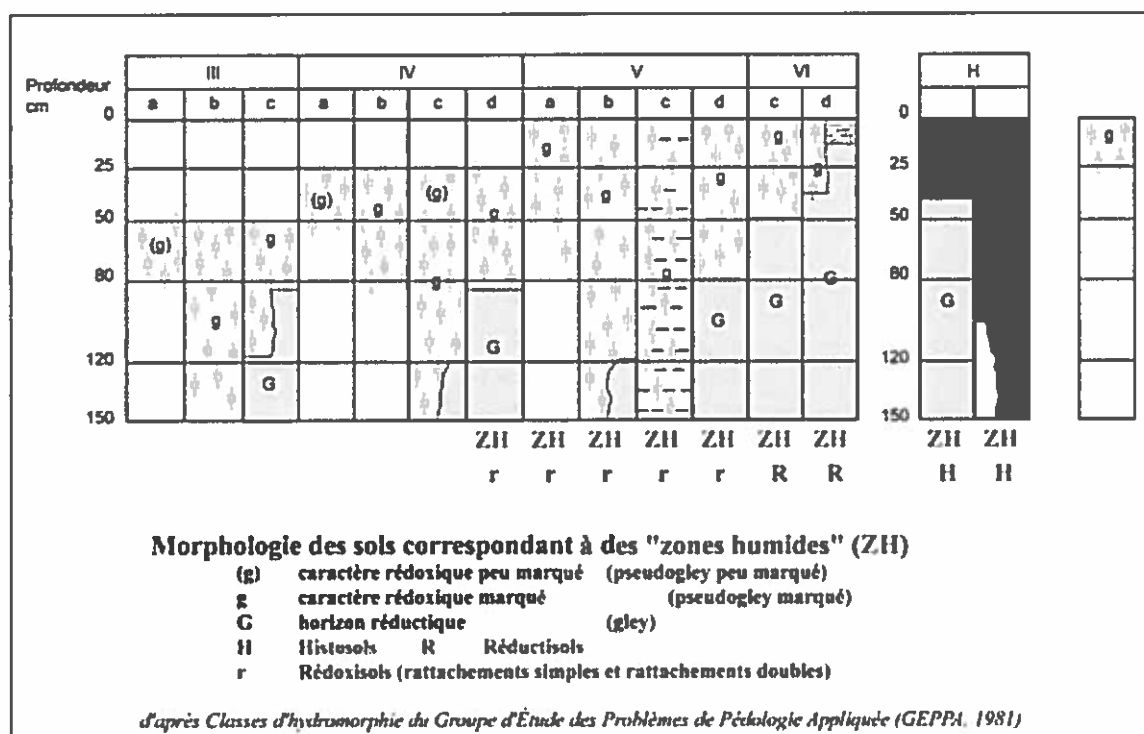 III IV V VI H
Profondeur
cm
a b c a b c d a b c d c d
0 0
g g g
25 25
(g) g (g) g g g g
50 50
(g) g g
80 g G 80
g G G G G
120 120
G
150 150
ZH ZH ZH ZH ZH ZH ZH ZH ZH
r r r r r R R H H
Morphologie des sols correspondant à des "zones humides" (ZH)
(g) caractère rédoxique peu marqué (pseudogley peu marqué)
g caractère rédoxique marqué (pseudogley marqué)
G horizon réductique (gley)
H Histosols R Réductisols
r Rédoxisols (rattachements simples et rattachements doubles)
d'après Classes d'hydromorphie du Groupe d'Étude des Problèmes de Pédologie Appliquée (GEPPA, 1981)